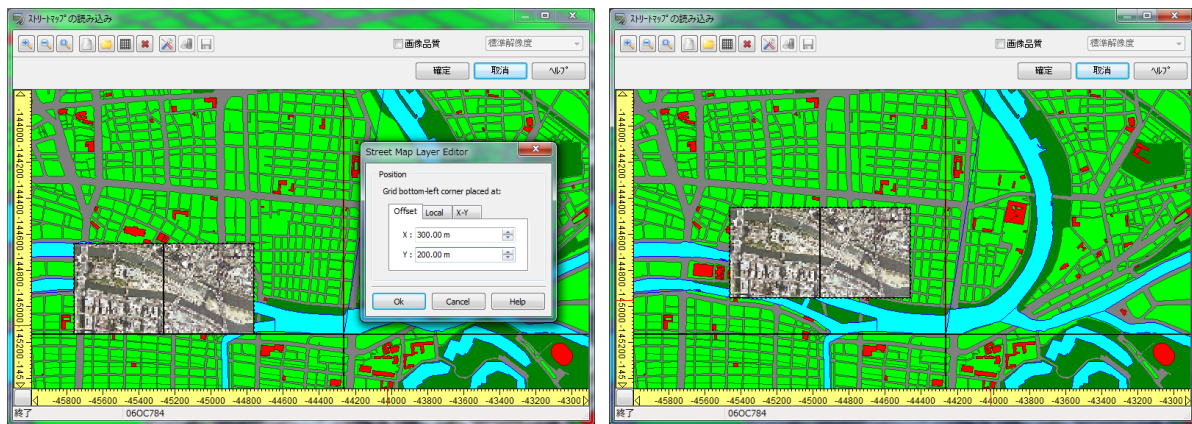 ストリートマップの読み込み
画像品質 標準解像度
確定 取消 ヘルプ
-144000
-144200
-144400
-144600
-144800
-145000
-145200
-145
Street Map Layer Editor
Position
Grid bottom-left corner placed at:
Offset Local X-Y
X : 300.00 m
Y : 200.00 m
Ok Cancel Help
-45800 -45600 -45400 -45200 -45000 -44800 -44600 -44400 -44200 -44000 -43800 -43600 -43400 -43200 -4300
終了 06OC784
ストリートマップの読み込み
画像品質 標準解像度
確定 取消 ヘルプ
-144000
-144200
-144400
-144600
-144800
-145000
-145200
-145
-45800 -45600 -45400 -45200 -45000 -44800 -44600 -44400 -44200 -44000 -43800 -43600 -43400 -43200 -4300
終了 06OC784